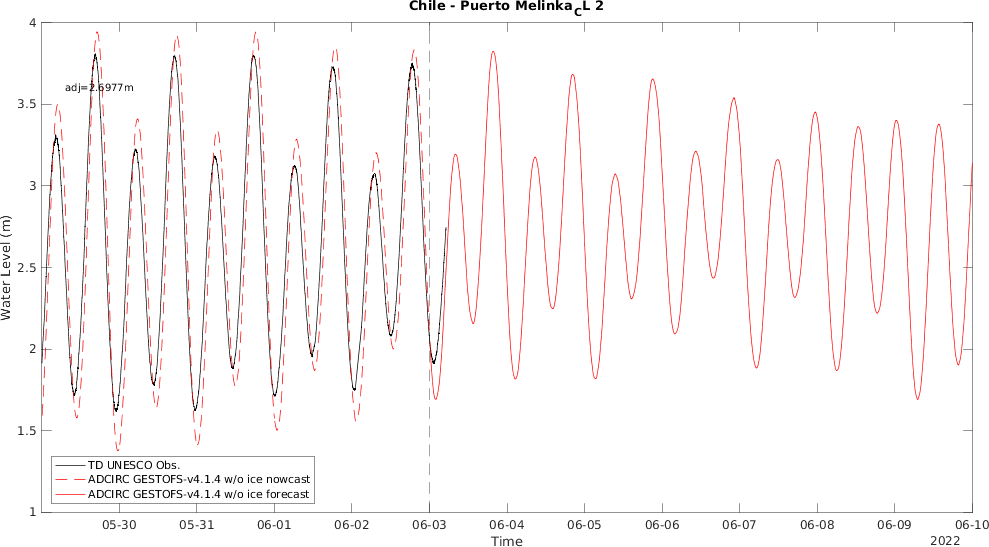 Chile - Puerto Melinka_CL 2
4
3.5
3
2.5
2
1.5
1
Water Level (m)
adj=2.6977m
TD UNESCO Obs.
ADCIRC GESTOFS-v4.1.4 w/o ice nowcast
ADCIRC GESTOFS-v4.1.4 w/o ice forecast
05-30 05-31 06-01 06-02 06-03 06-04 06-05 06-06 06-07 06-08 06-09 06-10
Time
2022